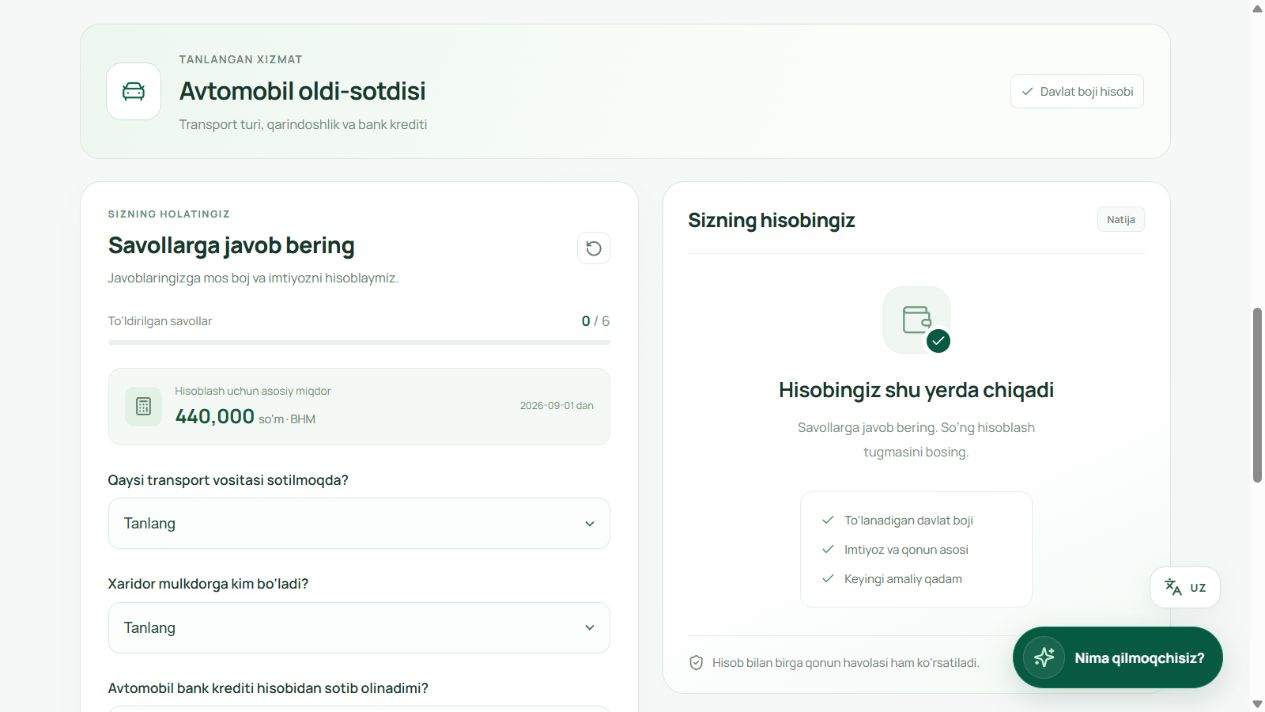 TANLANGAN XIZMAT
Avtomobil oldi-sotdisi
Transport turi, qarindoshlik va bank krediti
Davlat boji hisobi
SIZNING HOLATINGIZ
Savollarga javob bering
Javoblaringizga mos boj va imtiyozni hisoblaymiz.
To‘ldirilgan savollar
0 / 6
Hisoblash uchun asosiy miqdor
440,000 so‘m · BHM
2026-09-01 dan
Qaysi transport vositasi sotilmoqda?
Tanlang
Xaridor mulkdorga kim bo‘ladi?
Tanlang
Avtomobil bank krediti hisobidan sotib olinadimi?
Sizning hisobingiz
Natija
Hisobingiz shu yerda chiqadi
Savollarga javob bering. So‘ng hisoblash
tugmasini bosing.
To‘lanadigan davlat boji
Imtiyoz va qonun asosi
Keyingi amaliy qadam
Hisob bilan birga qonun havolasi ham ko‘rsatiladi.
UZ
Nima qilmoqchisiz?